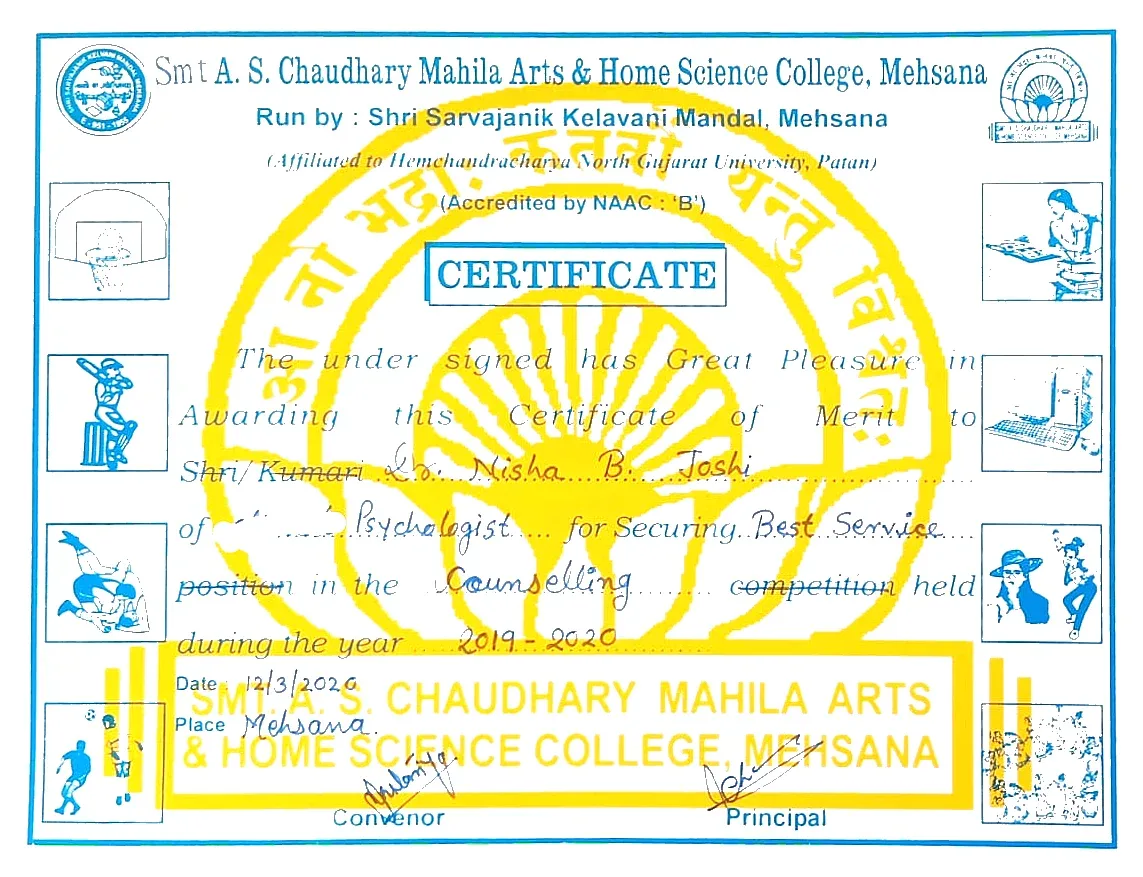 Smt A. S. Chaudhary Mahila Arts & Home Science College, Mehsana
Run by : Shri Sarvajanik Kelavani Mandal, Mehsana
(Affiliated to Hemchandracharya North Gujarat University, Patan)
(Accredited by NAAC : ‘B’)
आ नो भद्राः क्रतवो यन्तु विश्वतः
CERTIFICATE
The under signed has Great Pleasure in
Awarding this Certificate of Merit to
Shri/ Kumari Dr. Nisha B. Joshi
of Psychologist for Securing Best Service
position in the Counselling competition held
during the year 2019 - 2020
Date : 12/3/2020
Place Mehsana.
SMT. A. S. CHAUDHARY MAHILA ARTS
& HOME SCIENCE COLLEGE, MEHSANA
Convenor Principal